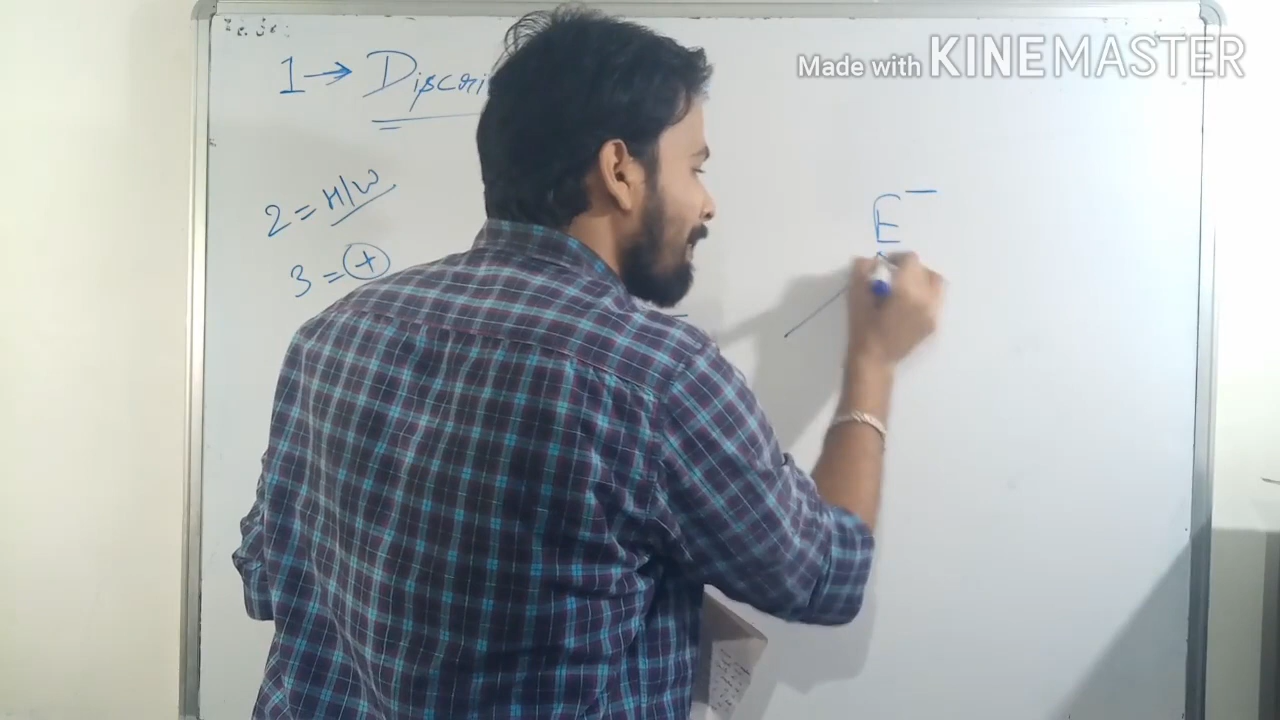 Made with KINEMASTER
1→ Discri
2 = H/W
3 = +
E –